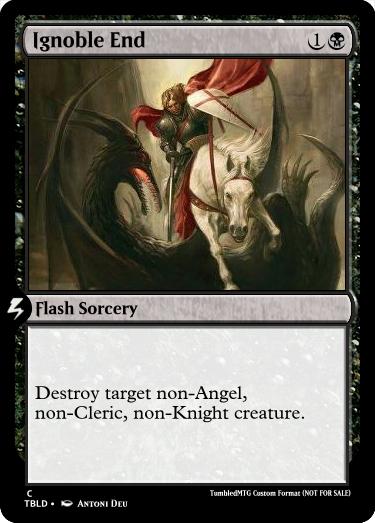 Ignoble End 1
Flash Sorcery
Destroy target non-Angel,
non-Cleric, non-Knight creature.
C
TBLD • Antoni Deu
TumbledMTG Custom Format (NOT FOR SALE)